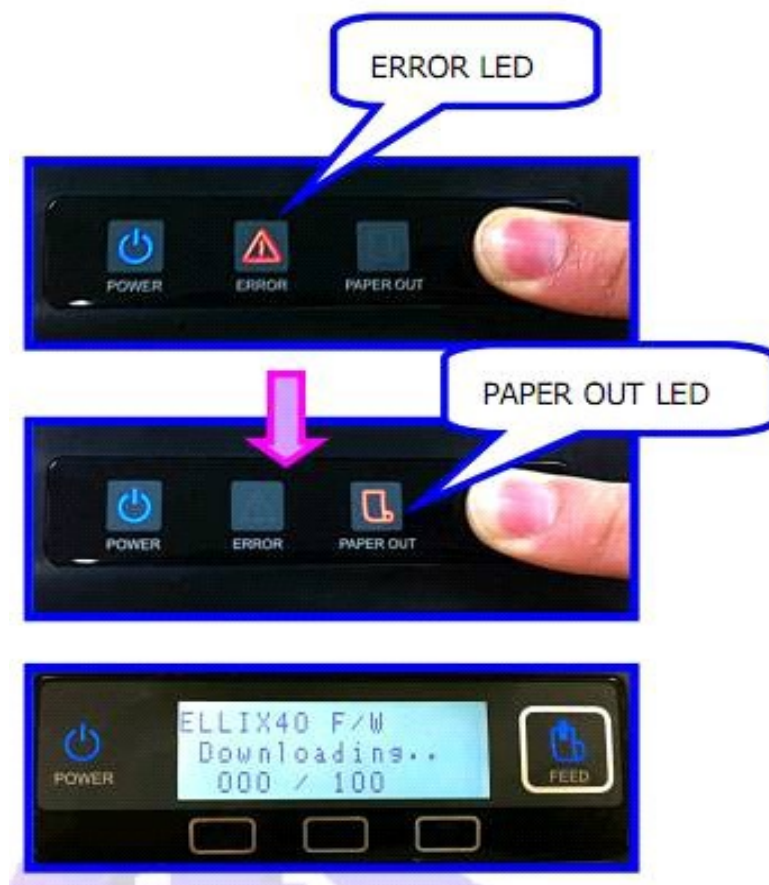 ERROR LED
POWER
ERROR
PAPER OUT
PAPER OUT LED
POWER
ERROR
PAPER OUT
ELLIX40 F/W
Downloading..
000 / 100
POWER
FEED